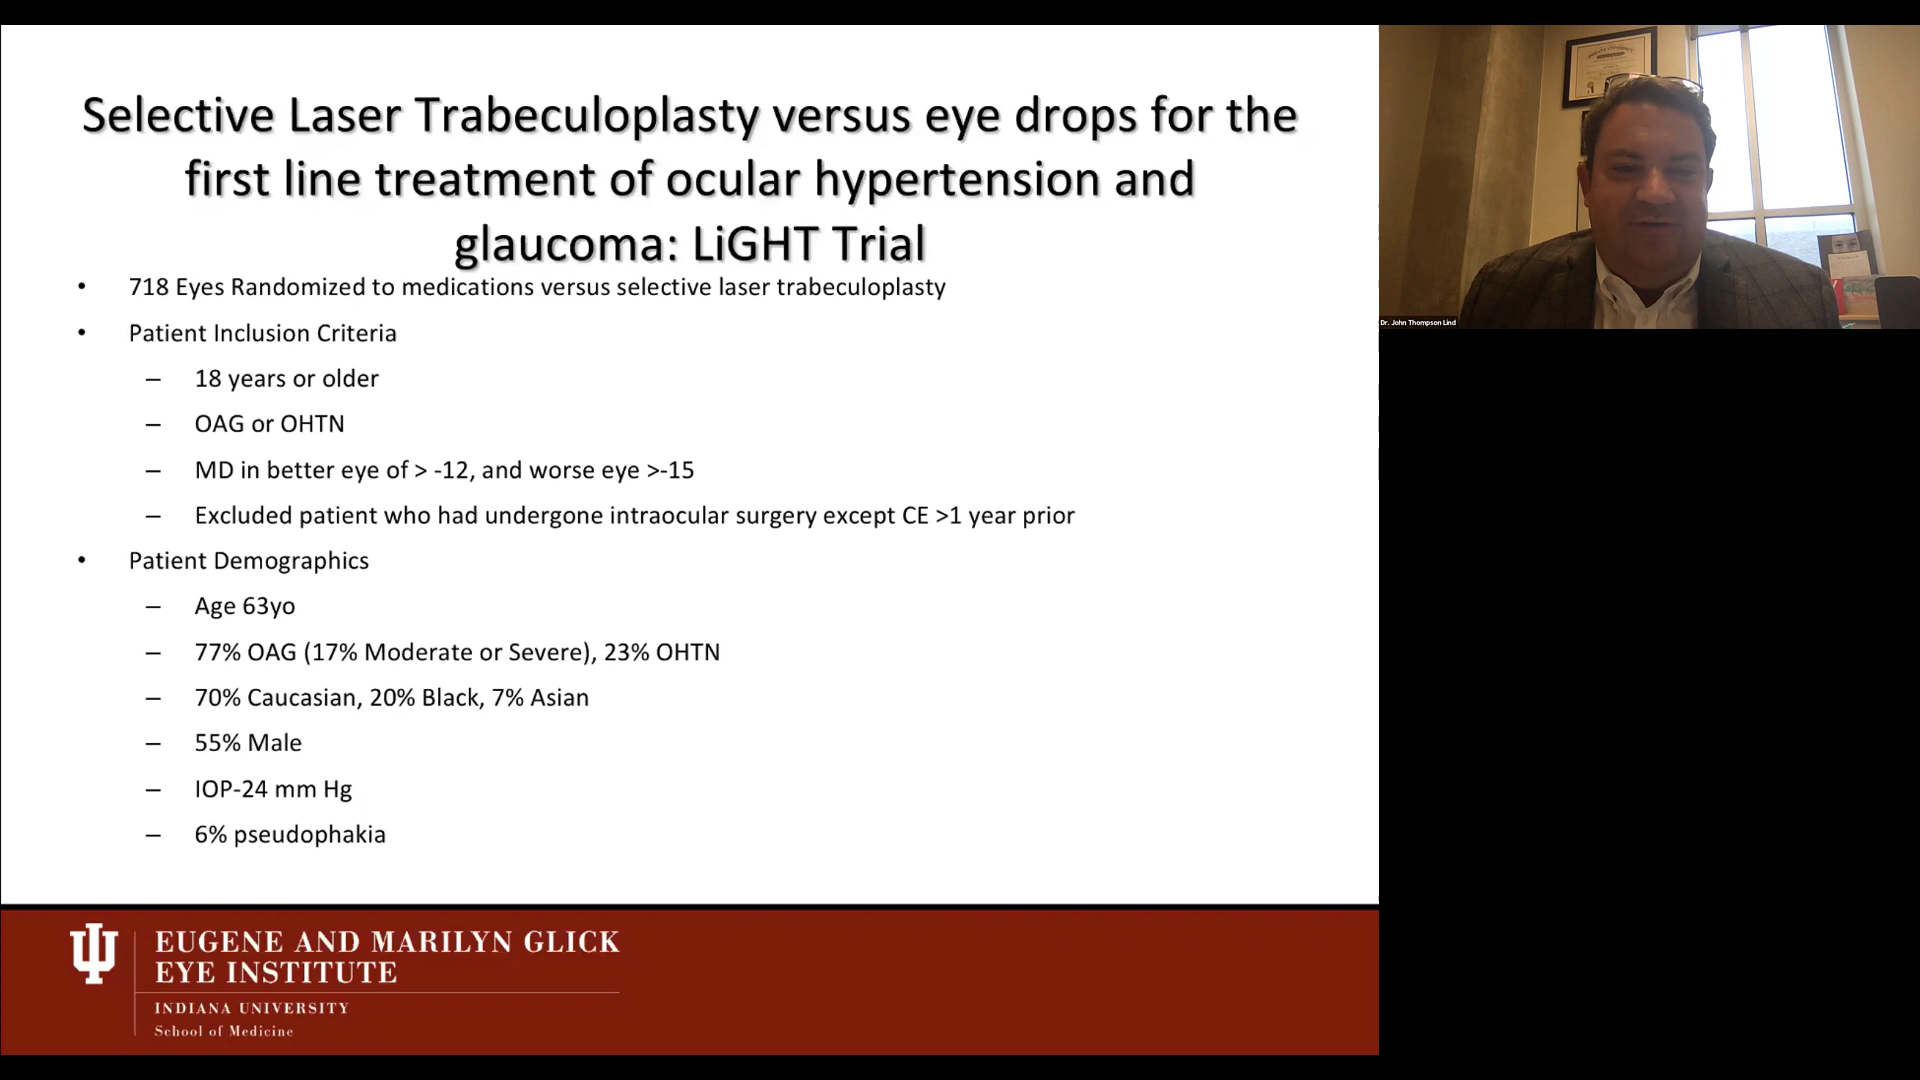 Selective Laser Trabeculoplasty versus eye drops for the
first line treatment of ocular hypertension and
glaucoma: LiGHT Trial
• 718 Eyes Randomized to medications versus selective laser trabeculoplasty
• Patient Inclusion Criteria
– 18 years or older
– OAG or OHTN
– MD in better eye of > -12, and worse eye >-15
– Excluded patient who had undergone intraocular surgery except CE >1 year prior
• Patient Demographics
– Age 63yo
– 77% OAG (17% Moderate or Severe), 23% OHTN
– 70% Caucasian, 20% Black, 7% Asian
– 55% Male
– IOP-24 mm Hg
– 6% pseudophakia
EUGENE AND MARILYN GLICK
EYE INSTITUTE
INDIANA UNIVERSITY
School of Medicine
Dr. John Thompson Lind